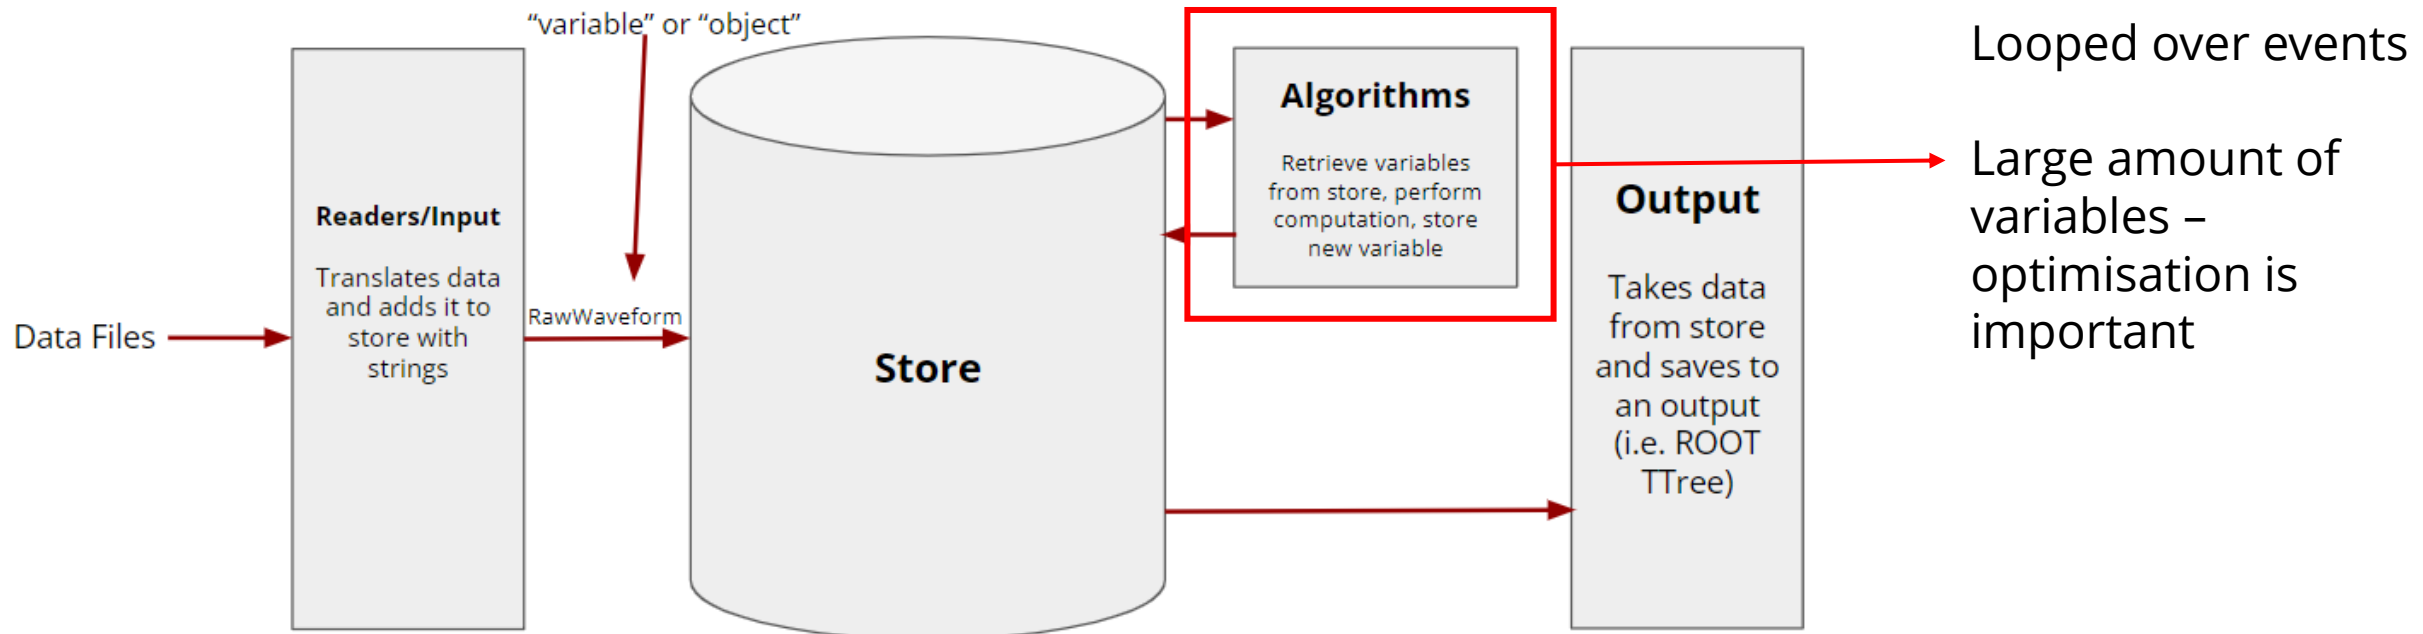 “variable” or “object”
Data Files
Readers/Input
Translates data
and adds it to
store with
strings
RawWaveform
Store
Algorithms
Retrieve variables
from store, perform
computation, store
new variable
Output
Takes data
from store
and saves to
an output
(i.e. ROOT
TTree)
Looped over events
Large amount of
variables –
optimisation is
important